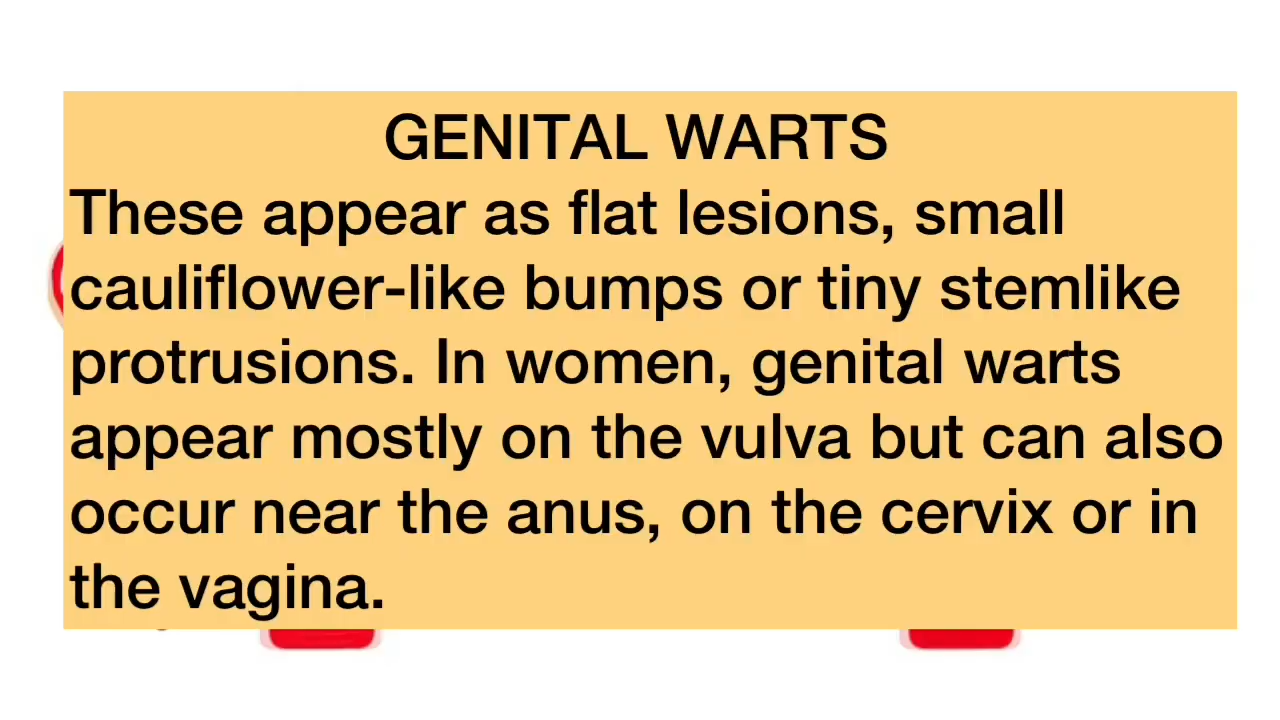 GENITAL WARTS
These appear as flat lesions, small
cauliflower-like bumps or tiny stemlike
protrusions. In women, genital warts
appear mostly on the vulva but can also
occur near the anus, on the cervix or in
the vagina.